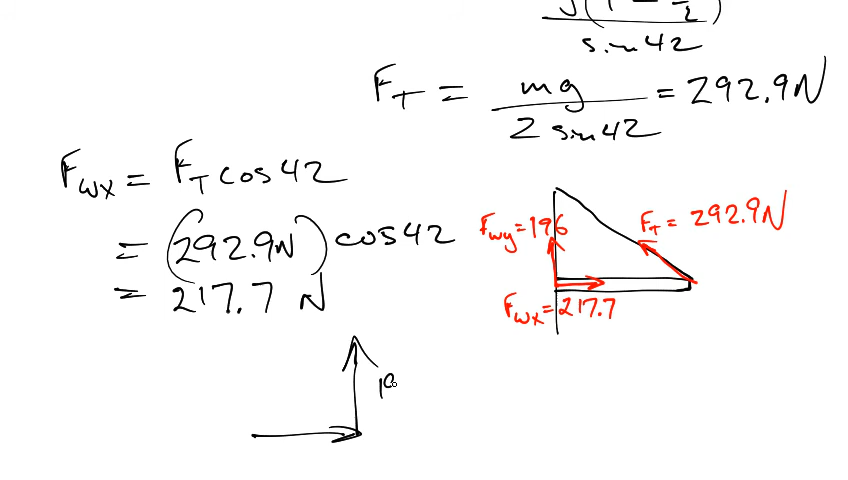 sin42
F_T = mg / 2 sin42 = 292.9N
F_wx = F_T cos42
= (292.9N) cos42
= 217.7 N
F_wy = 196
F_T = 292.9N
F_wx = 217.7